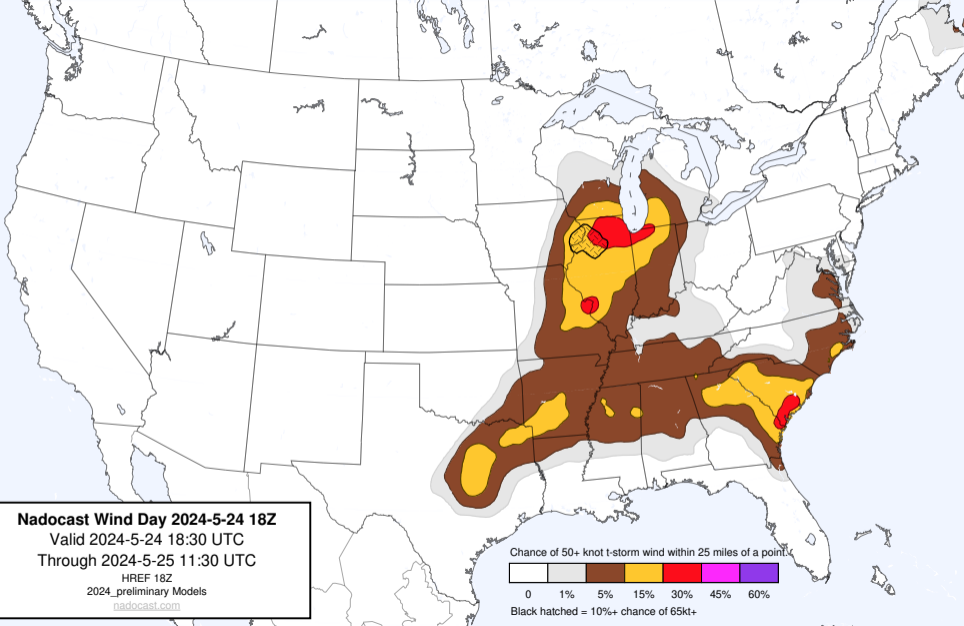 Nadocast Wind Day 2024-5-24 18Z
Valid 2024-5-24 18:30 UTC
Through 2024-5-25 11:30 UTC
HREF 18Z
2024_preliminary Models
nadocast.com
Chance of 50+ knot t-storm wind within 25 miles of a point.
0 1% 5% 15% 30% 45% 60%
Black hatched = 10%+ chance of 65kt+